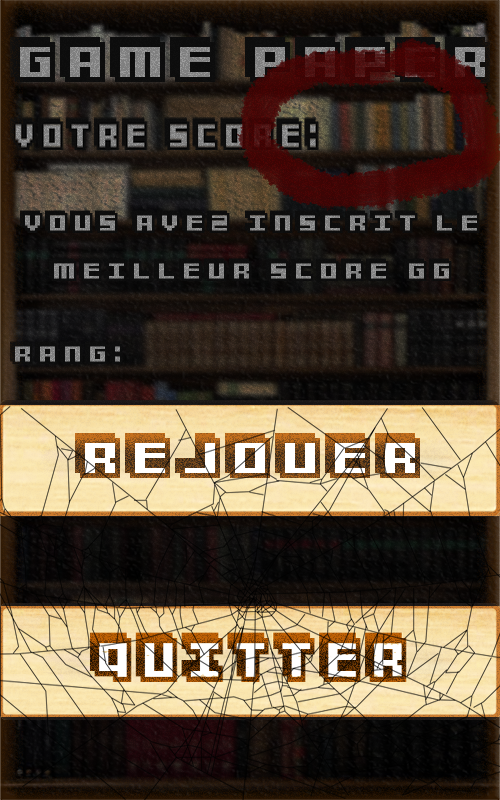 GAME PAPER
VOTRE SCORE:
VOUS AVEZ INSCRIT LE
MEILLEUR SCORE GG
RANG:
REJOUER
QUITTER